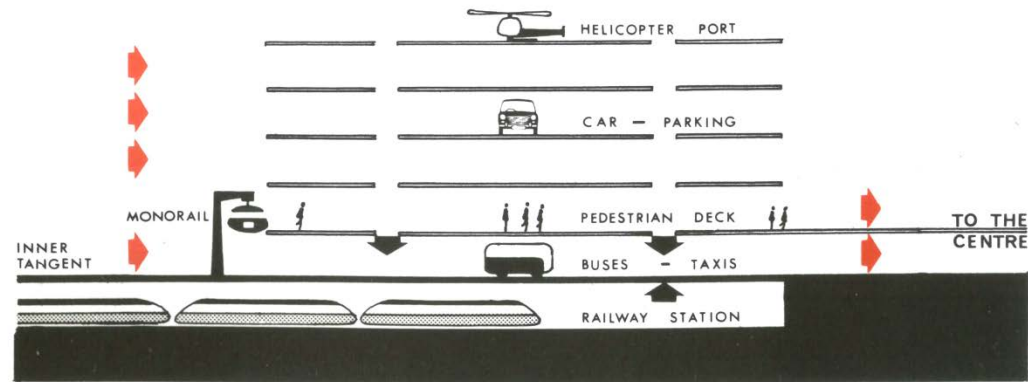 HELICOPTER PORT
CAR – PARKING
MONORAIL
PEDESTRIAN DECK
TO THE
CENTRE
INNER
TANGENT
BUSES - TAXIS
RAILWAY STATION